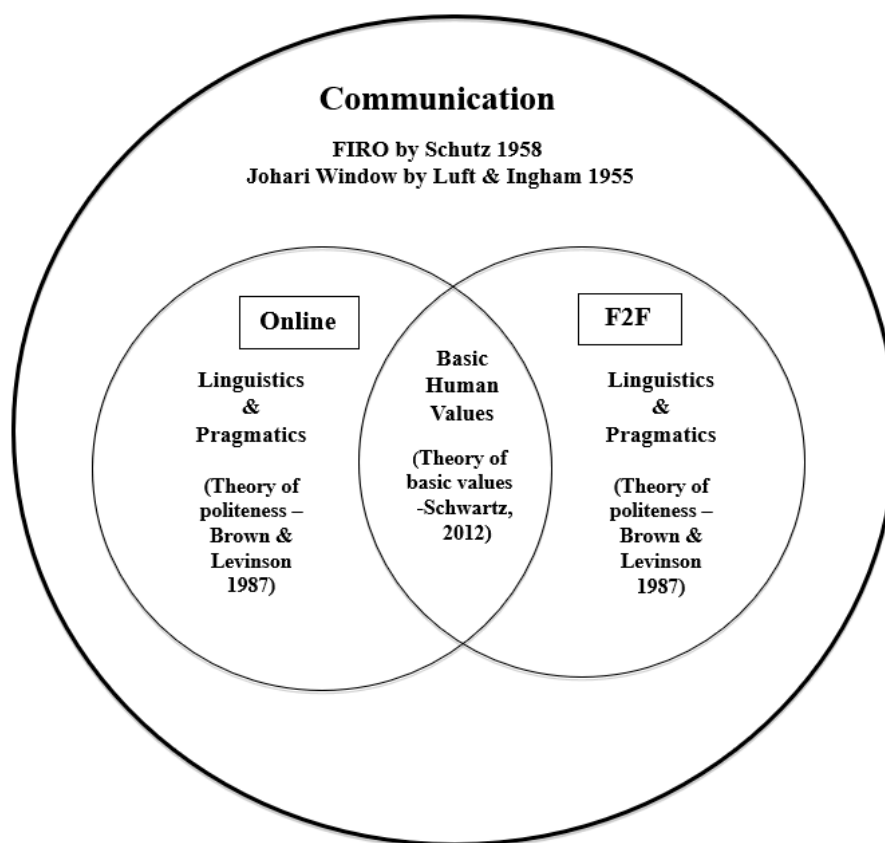 Communication
FIRO by Schutz 1958
Johari Window by Luft & Ingham 1955
Online
Linguistics
&
Pragmatics
(Theory of
politeness –
Brown &
Levinson
1987)
Basic
Human
Values
(Theory of
basic values
-Schwartz,
2012)
F2F
Linguistics
&
Pragmatics
(Theory of
politeness –
Brown &
Levinson
1987)